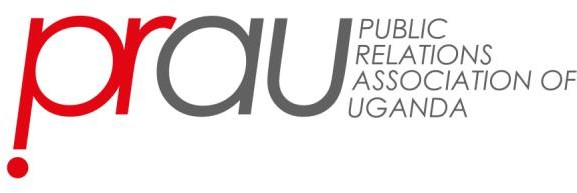 prau
PUBLIC
RELATIONS
ASSOCIATION OF
UGANDA